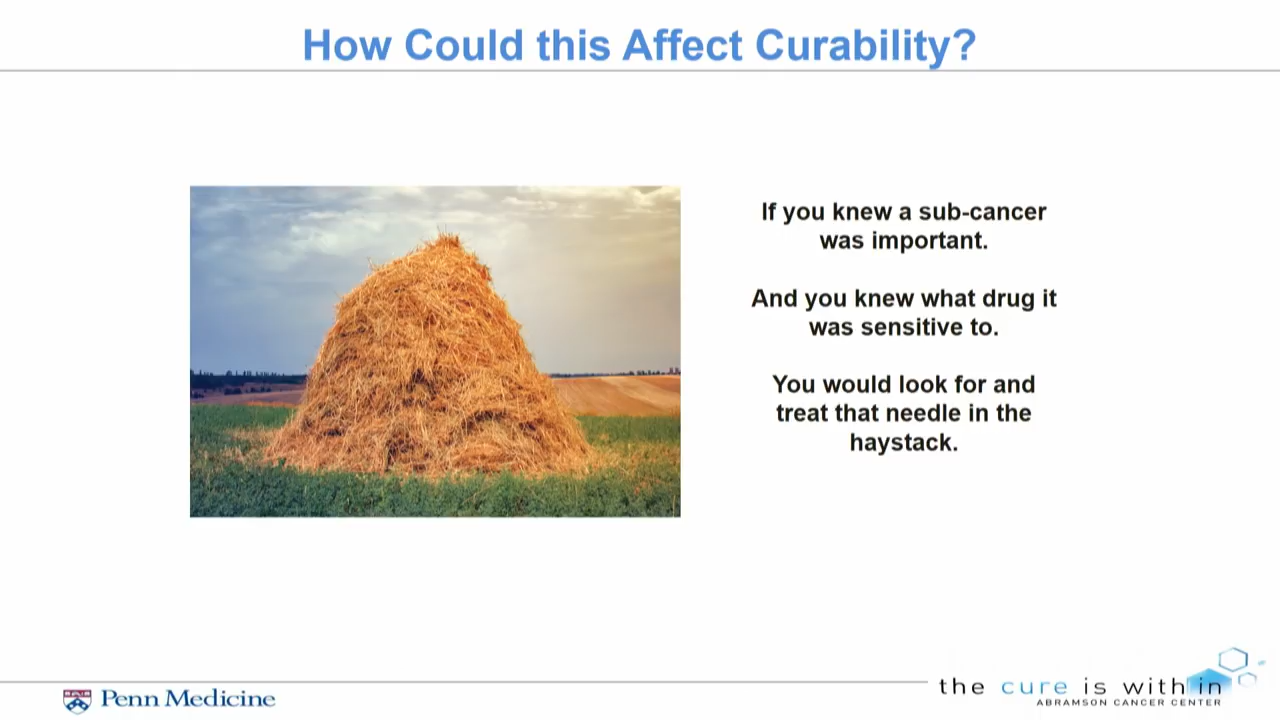 How Could this Affect Curability?
If you knew a sub-cancer
was important.
And you knew what drug it
was sensitive to.
You would look for and
treat that needle in the
haystack.
Penn Medicine
the cure is within
ABRAMSON CANCER CENTER